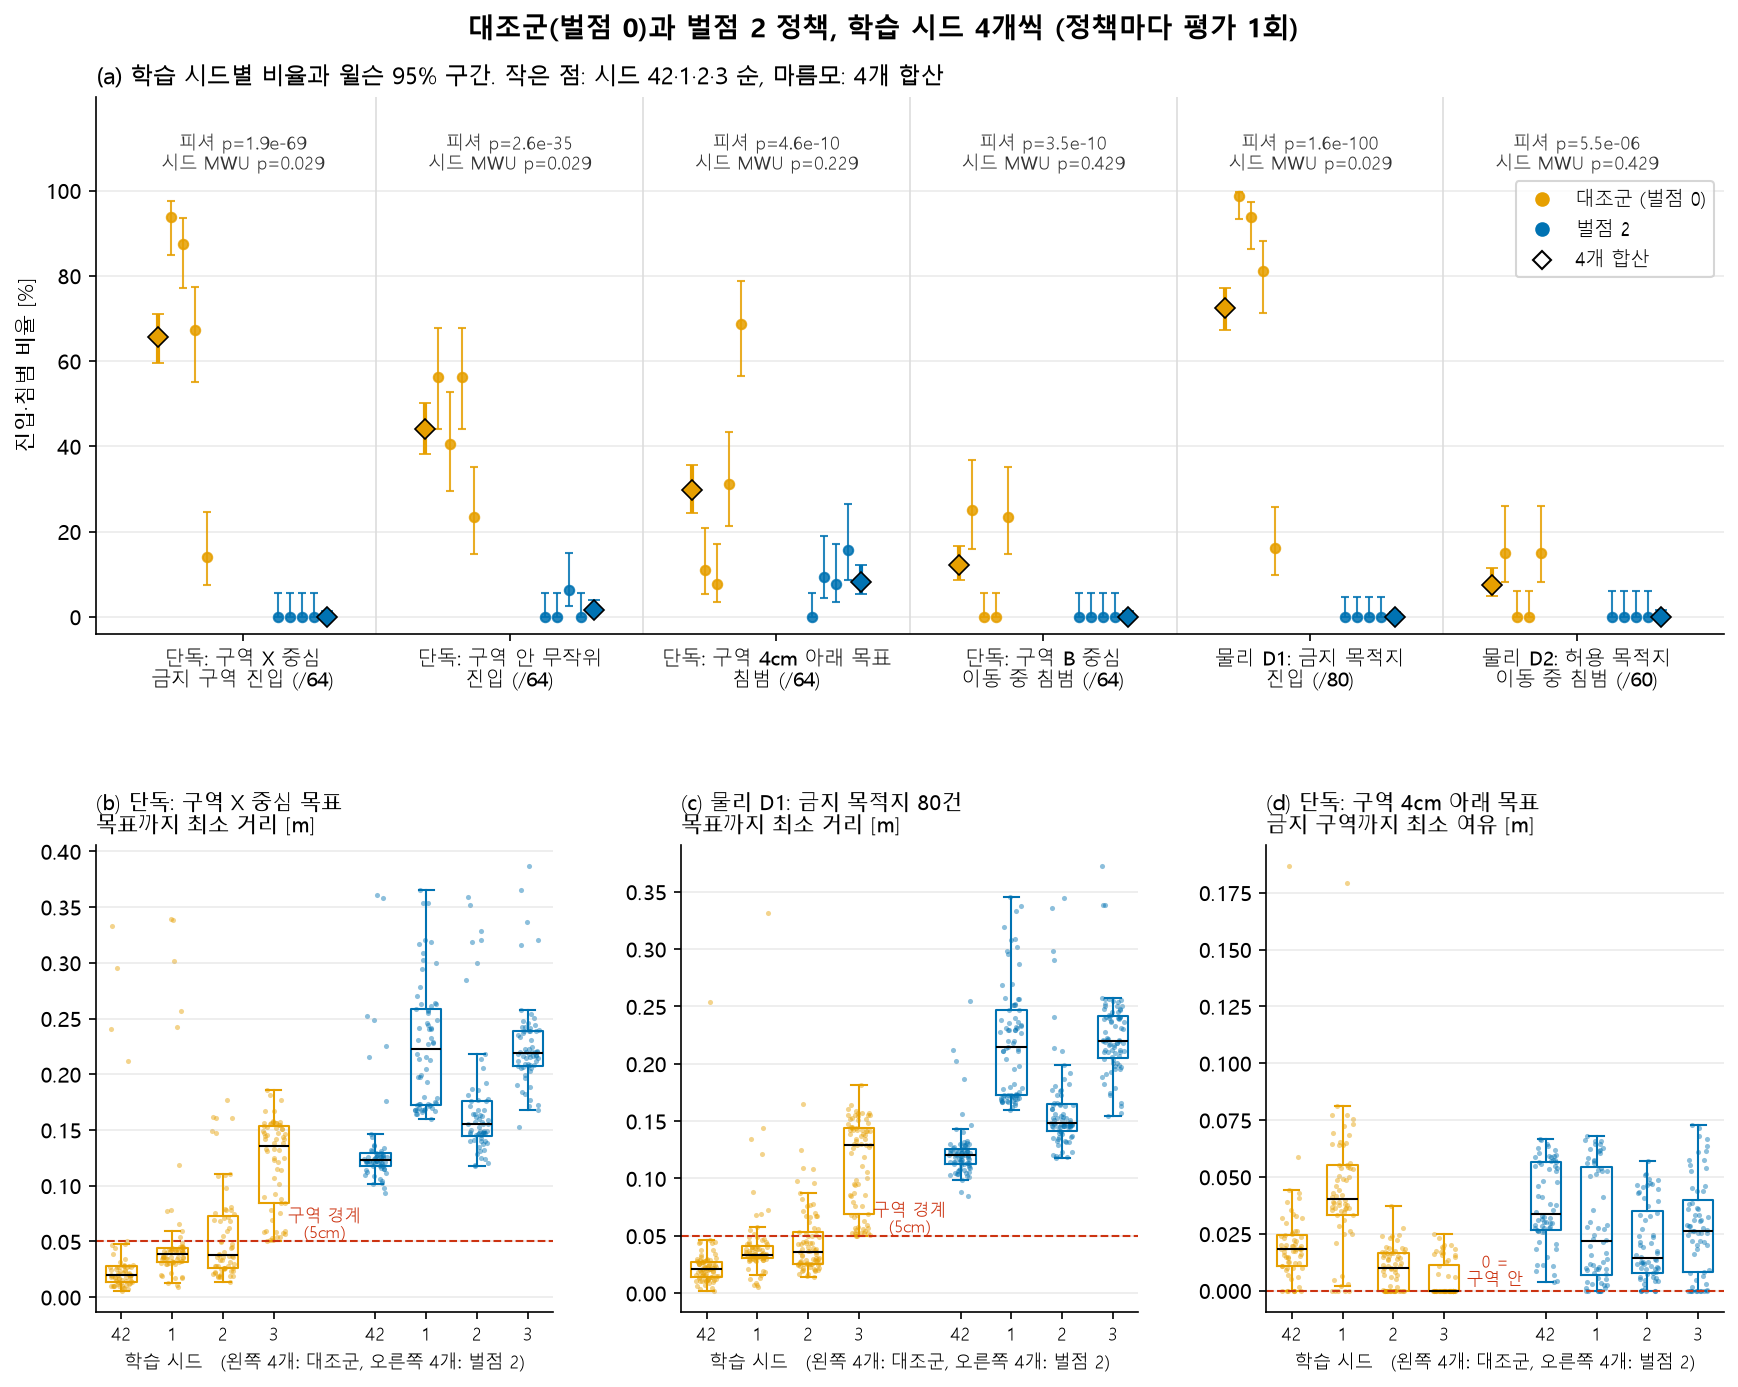 대조군(벌점 0)과 벌점 2 정책, 학습 시드 4개씩 (정책마다 평가 1회)
(a) 학습 시드별 비율과 윌슨 95% 구간. 작은 점: 시드 42·1·2·3 순, 마름모: 4개 합산
피셔 p=1.9e-69
시드 MWU p=0.029
피셔 p=2.6e-35
시드 MWU p=0.029
피셔 p=4.6e-10
시드 MWU p=0.229
피셔 p=3.5e-10
시드 MWU p=0.429
피셔 p=1.6e-100
시드 MWU p=0.029
피셔 p=5.5e-06
시드 MWU p=0.429
대조군 (벌점 0)
벌점 2
4개 합산
진입·침범 비율 [%]
100
80
60
40
20
0
단독: 구역 X 중심
금지 구역 진입 (/64)
단독: 구역 안 무작위
진입 (/64)
단독: 구역 4cm 아래 목표
침범 (/64)
단독: 구역 B 중심
이동 중 침범 (/64)
물리 D1: 금지 목적지
진입 (/80)
물리 D2: 허용 목적지
이동 중 침범 (/60)
(b) 단독: 구역 X 중심 목표
목표까지 최소 거리 [m]
0.40
0.35
0.30
0.25
0.20
0.15
0.10
0.05
0.00
구역 경계
(5cm)
42 1 2 3 42 1 2 3
학습 시드 (왼쪽 4개: 대조군, 오른쪽 4개: 벌점 2)
(c) 물리 D1: 금지 목적지 80건
목표까지 최소 거리 [m]
0.35
0.30
0.25
0.20
0.15
0.10
0.05
0.00
구역 경계
(5cm)
42 1 2 3 42 1 2 3
학습 시드 (왼쪽 4개: 대조군, 오른쪽 4개: 벌점 2)
(d) 단독: 구역 4cm 아래 목표
금지 구역까지 최소 여유 [m]
0.175
0.150
0.125
0.100
0.075
0.050
0.025
0.000
0 =
구역 안
42 1 2 3 42 1 2 3
학습 시드 (왼쪽 4개: 대조군, 오른쪽 4개: 벌점 2)